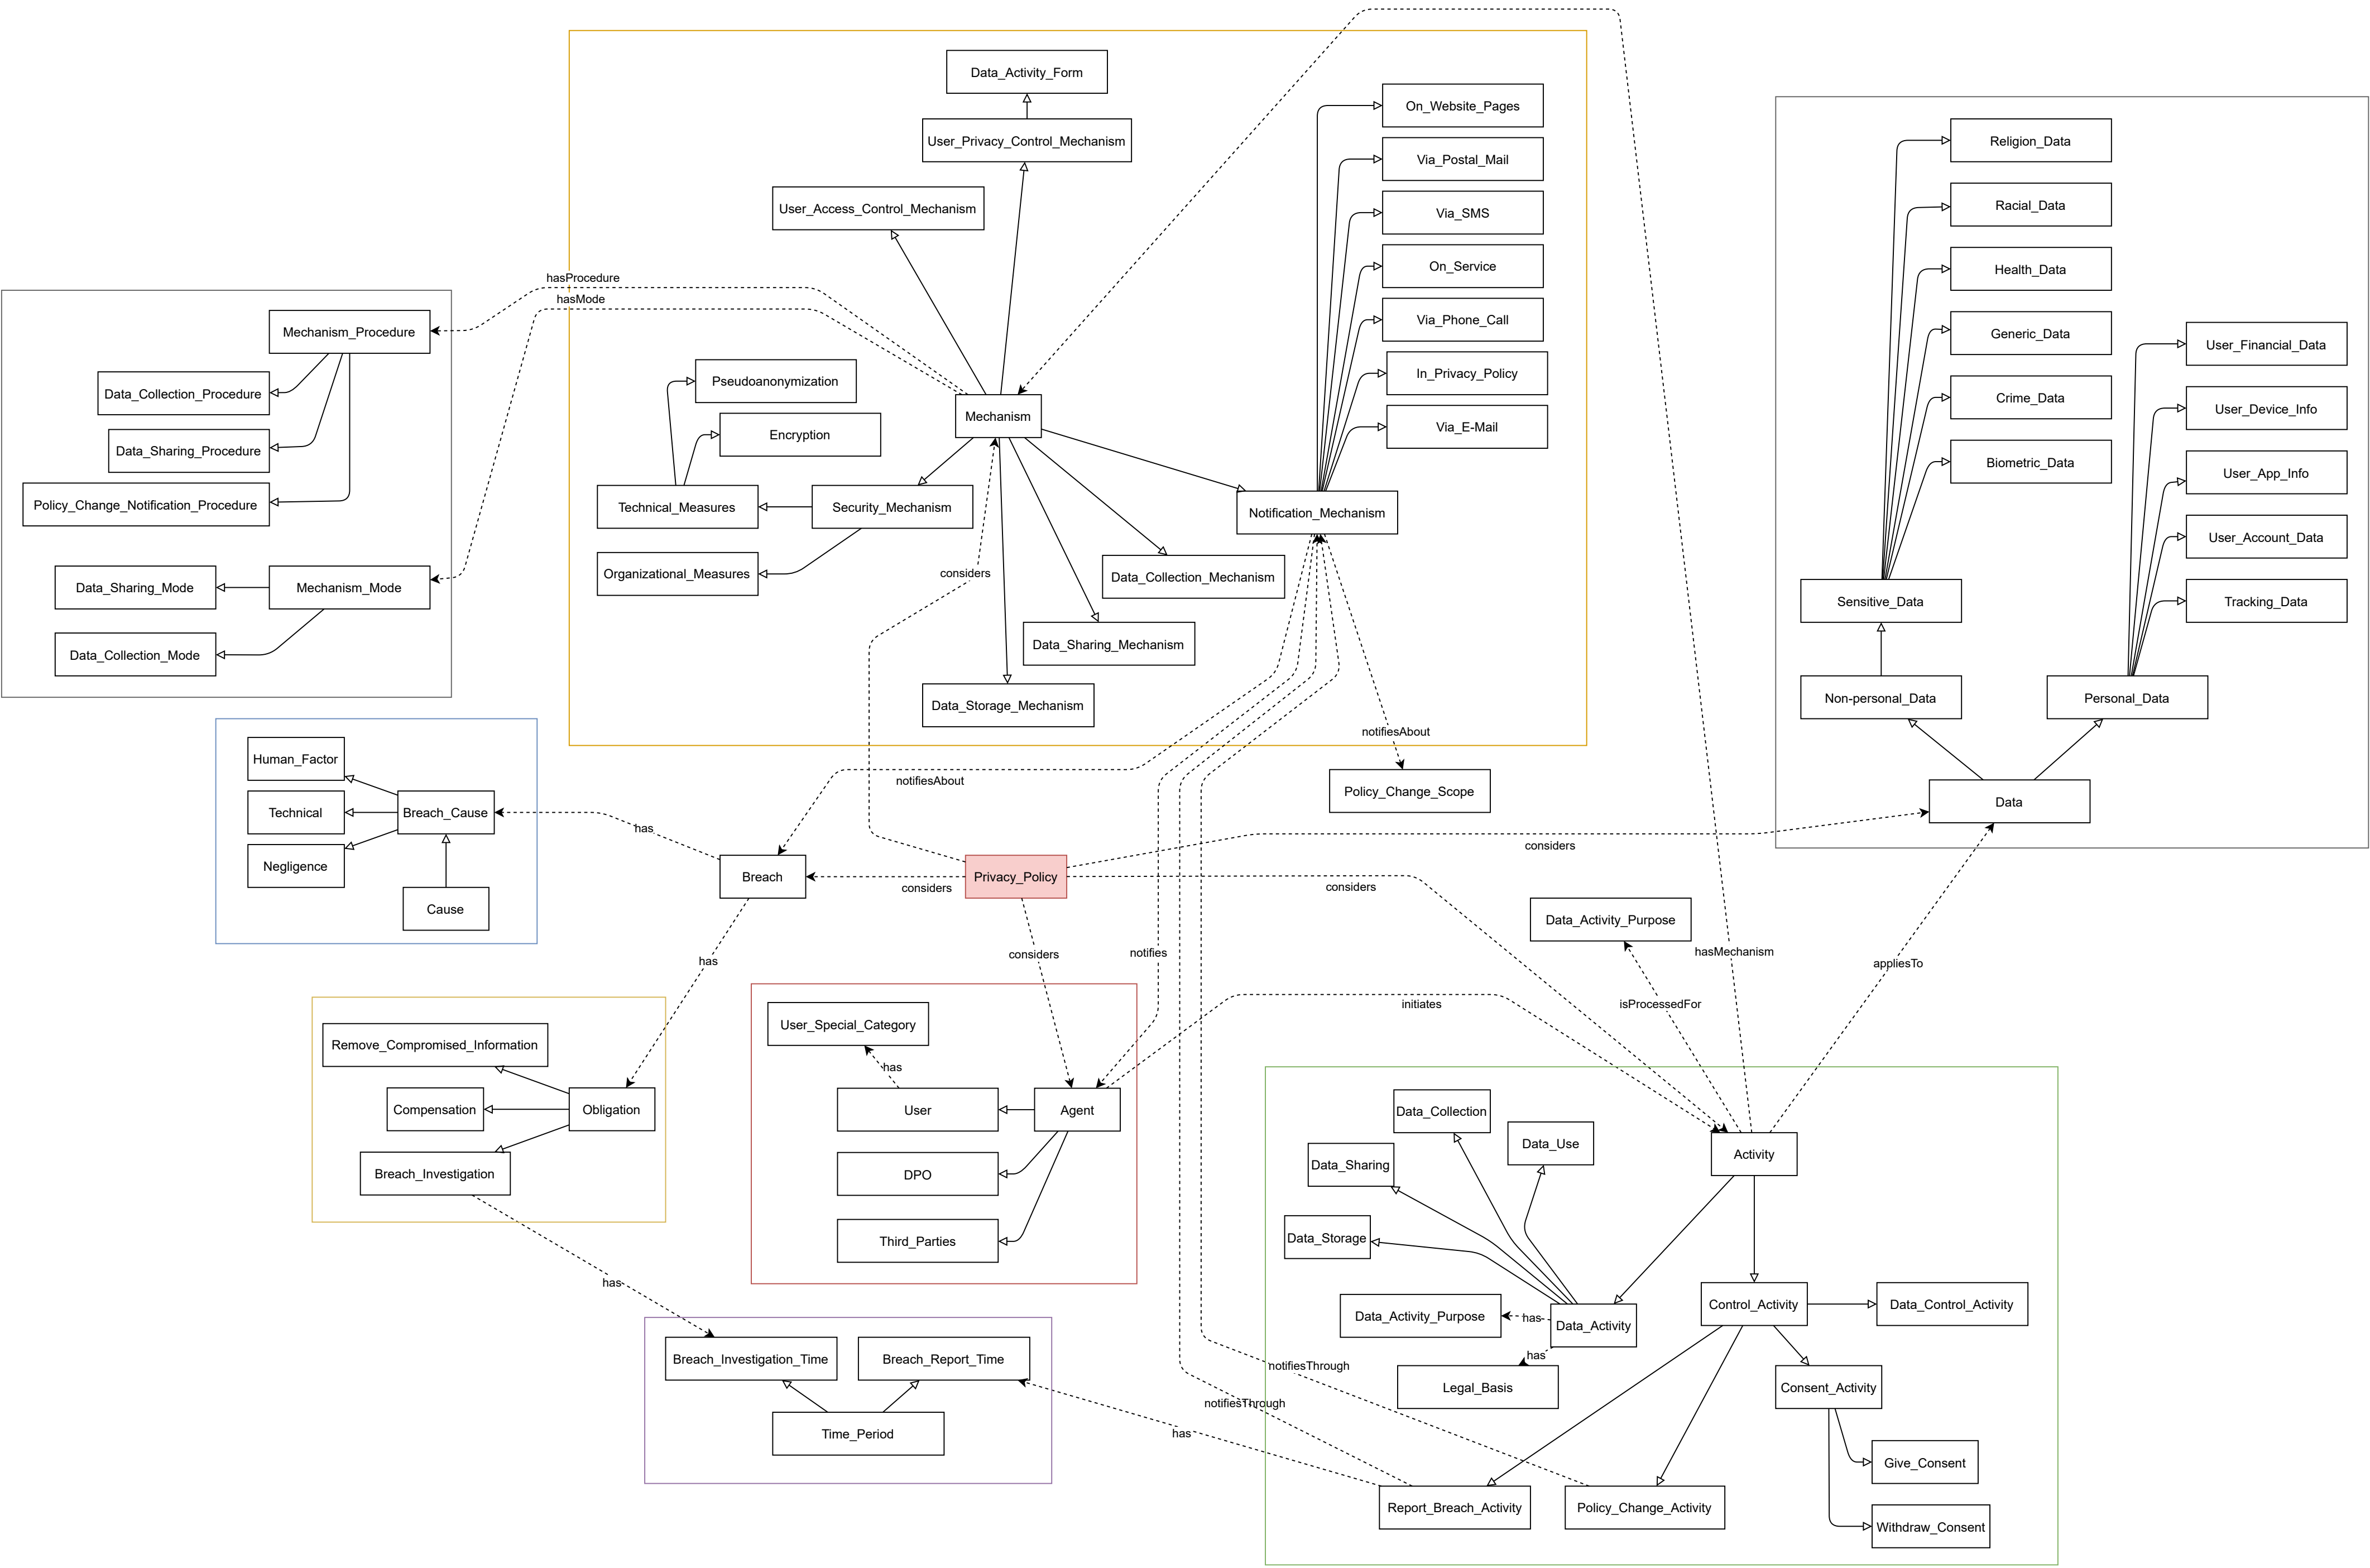 Data_Activity_Form
User_Privacy_Control_Mechanism
User_Access_Control_Mechanism
On_Website_Pages
Via_Postal_Mail
Via_SMS
On_Service
Via_Phone_Call
In_Privacy_Policy
Via_E-Mail
hasProcedure
hasMode
Mechanism_Procedure
Data_Collection_Procedure
Data_Sharing_Procedure
Policy_Change_Notification_Procedure
Data_Sharing_Mode
Mechanism_Mode
Data_Collection_Mode
Pseudoanonymization
Encryption
Mechanism
Technical_Measures
Security_Mechanism
Notification_Mechanism
Organizational_Measures
considers
Data_Collection_Mechanism
Data_Sharing_Mechanism
Data_Storage_Mechanism
notifiesAbout
Policy_Change_Scope
notifiesAbout
Religion_Data
Racial_Data
Health_Data
Generic_Data
Crime_Data
Biometric_Data
User_Financial_Data
User_Device_Info
User_App_Info
User_Account_Data
Tracking_Data
Sensitive_Data
Non-personal_Data
Personal_Data
Data
Human_Factor
Technical
Negligence
Breach_Cause
Cause
has
Breach
considers
Privacy_Policy
considers
considers
considers
has
notifies
Data_Activity_Purpose
hasMechanism
appliesTo
isProcessedFor
initiates
Remove_Compromised_Information
Compensation
Obligation
Breach_Investigation
has
User_Special_Category
has
User
Agent
DPO
Third_Parties
Breach_Investigation_Time
Breach_Report_Time
Time_Period
has
Data_Collection
Data_Use
Data_Sharing
Data_Storage
Activity
Control_Activity
Data_Control_Activity
Data_Activity_Purpose
has
Data_Activity
has
Legal_Basis
notifiesThrough
notifiesThrough
Consent_Activity
Give_Consent
Withdraw_Consent
Report_Breach_Activity
Policy_Change_Activity